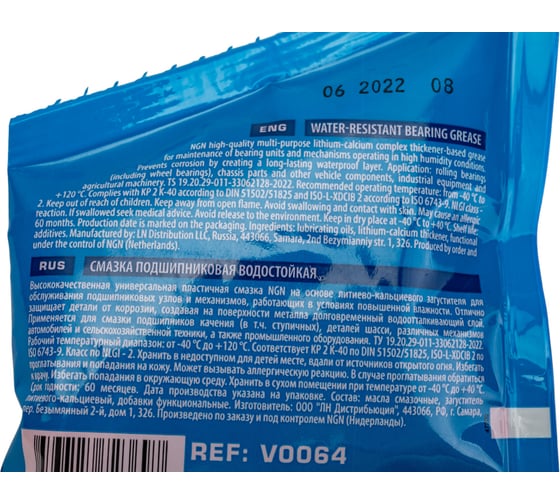 06 2022 08
ENG WATER-RESISTANT BEARING GREASE
NGN high-quality multi-purpose lithium-calcium complex thickener-based grease
for maintenance of bearing units and mechanisms operating in high humidity conditions.
Prevents corrosion by creating a long-lasting waterproof layer. Application: rolling bearings
(including wheel bearings), chassis parts and other vehicle components, industrial equipment and
agricultural machinery. TS 19.20.29-011-33062128-2022. Recommended operating temperature: from -40 °C to
+120 °C. Complies with KP 2 K-40 according to DIN 51502/51825 and ISO-L-XDCIB 2 according to ISO 6743-9. NLGI class -
2. Keep out of reach of children. Keep away from open flame. Avoid swallowing and contact with skin. May cause an allergic
reaction. If swallowed seek medical advice. Avoid release to the environment. Keep in dry place at -40 °C to +40 °C. Shelf life:
60 months. Production date is marked on the packaging. Ingredients: lubricating oils, lithium-calcium thickener, functional
additives. Manufactured by: LN Distribution LLC, Russia, 443066, Samara, 2nd Bezymianniy str. 1, 326. Produced by order and
under the control of NGN (Netherlands).
RUS СМАЗКА ПОДШИПНИКОВАЯ ВОДОСТОЙКАЯ
Высококачественная универсальная пластичная смазка NGN на основе литиево-кальциевого загустителя для
обслуживания подшипниковых узлов и механизмов, работающих в условиях повышенной влажности. Отлично
защищает детали от коррозии, создавая на поверхности металла долговременный водоотталкивающий слой.
Применяется для смазки подшипников качения (в т.ч. ступичных), деталей шасси, различных механизмов
автомобилей и сельскохозяйственной техники, а также промышленного оборудования. ТУ 19.20.29-011-33062128-2022.
Рабочий температурный диапазон: от -40 °С до +120 °С. Соответствует KP 2 K-40 по DIN 51502/51825, ISO-L-XDCIB 2 по
ISO 6743-9. Класс по NLGI - 2. Хранить в недоступном для детей месте, вдали от источников открытого огня. Избегать
проглатывания и попадания на кожу. Может вызывать аллергическую реакцию. В случае проглатывания обратиться
к врачу. Избегать попадания в окружающую среду. Хранить в сухом помещении при температуре от -40 °С до +40 °С.
Срок годности: 60 месяцев. Дата производства указана на упаковке. Состав: масла смазочные, загуститель
литиево-кальциевый, добавки функциональные. Изготовитель: ООО "ЛН Дистрибьюция", 443066, РФ, г. Самара,
пер. Безымянный 2-й, дом 1, 326. Произведено по заказу и под контролем NGN (Нидерланды).
REF: V0064